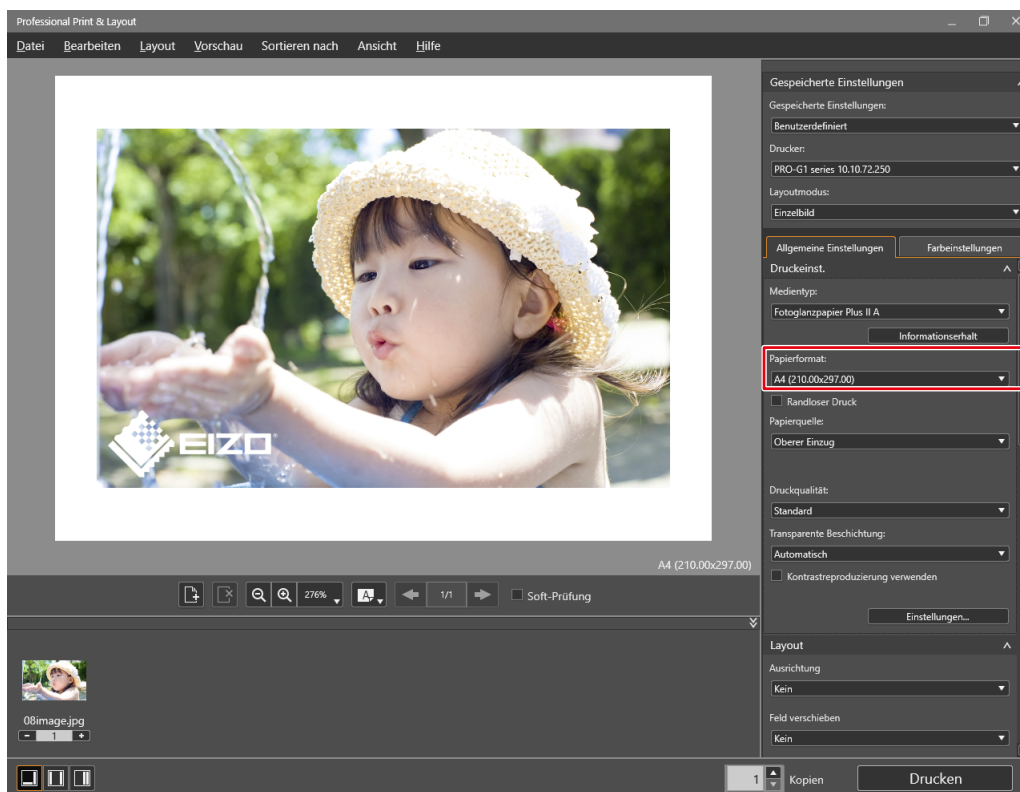 Professional Print & Layout
Datei Bearbeiten Layout Vorschau Sortieren nach Ansicht Hilfe
Gespeicherte Einstellungen
Gespeicherte Einstellungen:
Benutzerdefiniert
Drucker:
PRO-G1 series 10.10.72.250
Layoutmodus:
Einzelbild
Allgemeine Einstellungen Farbeinstellungen
Druckeinst.
Medientyp:
Fotoglanzpapier Plus II A
Informationserhalt
Papierformat:
A4 (210.00x297.00)
Randloser Druck
Papierquelle:
Oberer Einzug
Druckqualität:
Standard
Transparente Beschichtung:
Automatisch
Kontrastreproduzierung verwenden
Einstellungen...
Layout
Ausrichtung
Kein
Feld verschieben
Kein
EIZO
A4 (210.00x297.00)
276% A 1/1 Soft-Prüfung
08image.jpg
- 1 +
1 Kopien Drucken